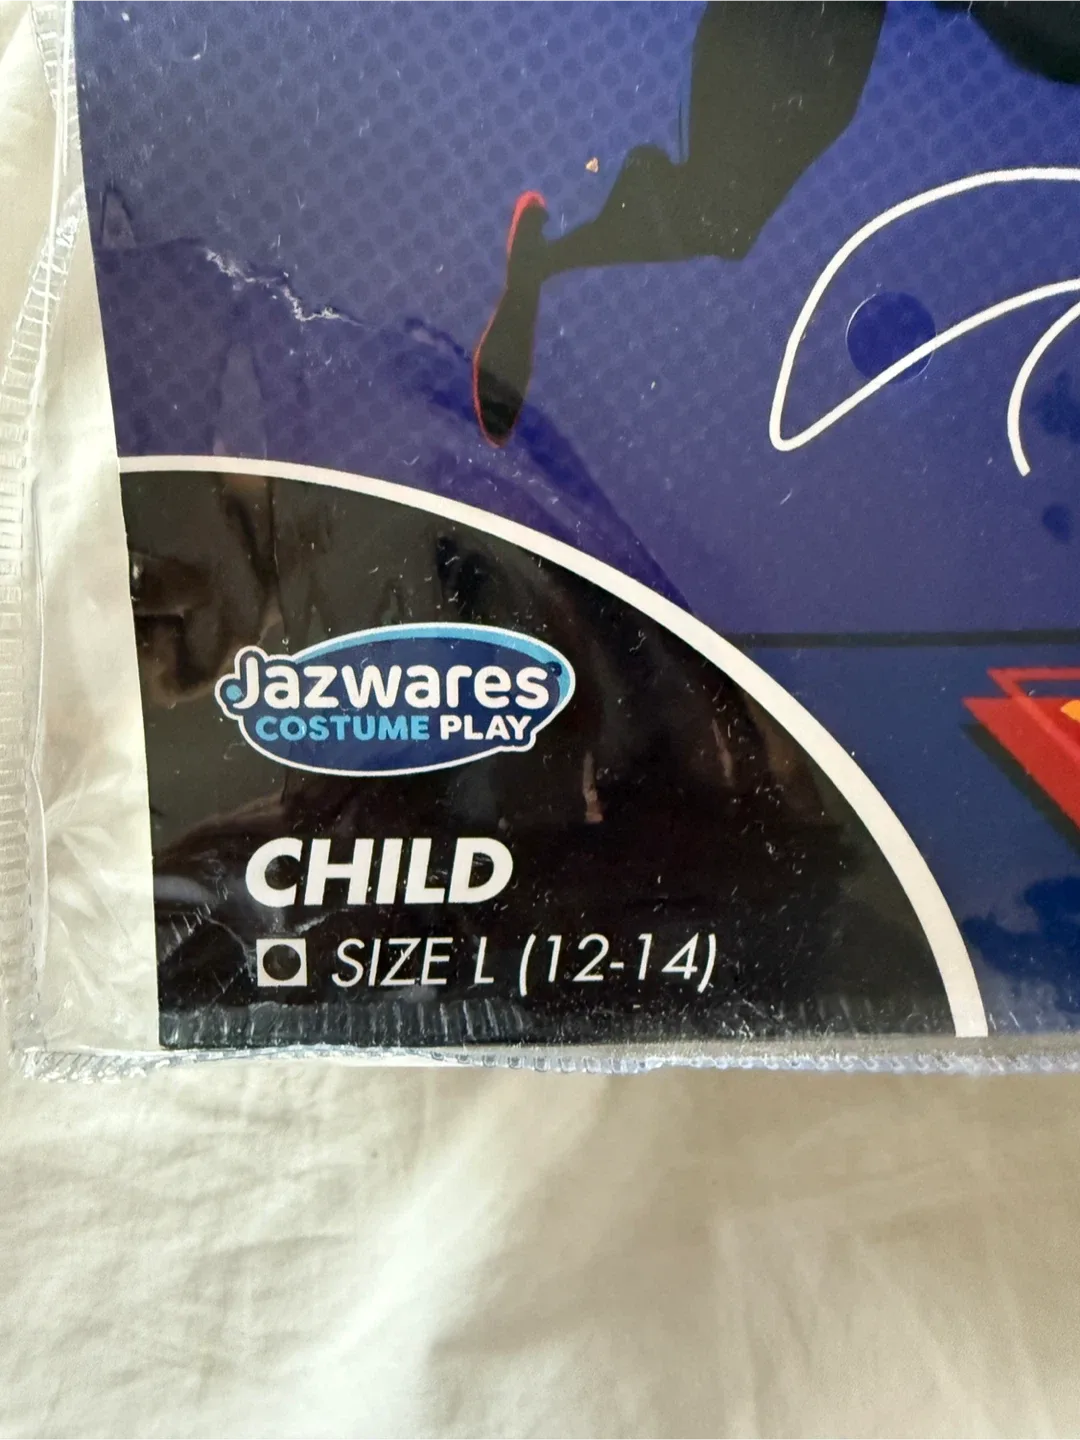 Jazwares
COSTUME PLAY
CHILD
SIZE L (12-14)